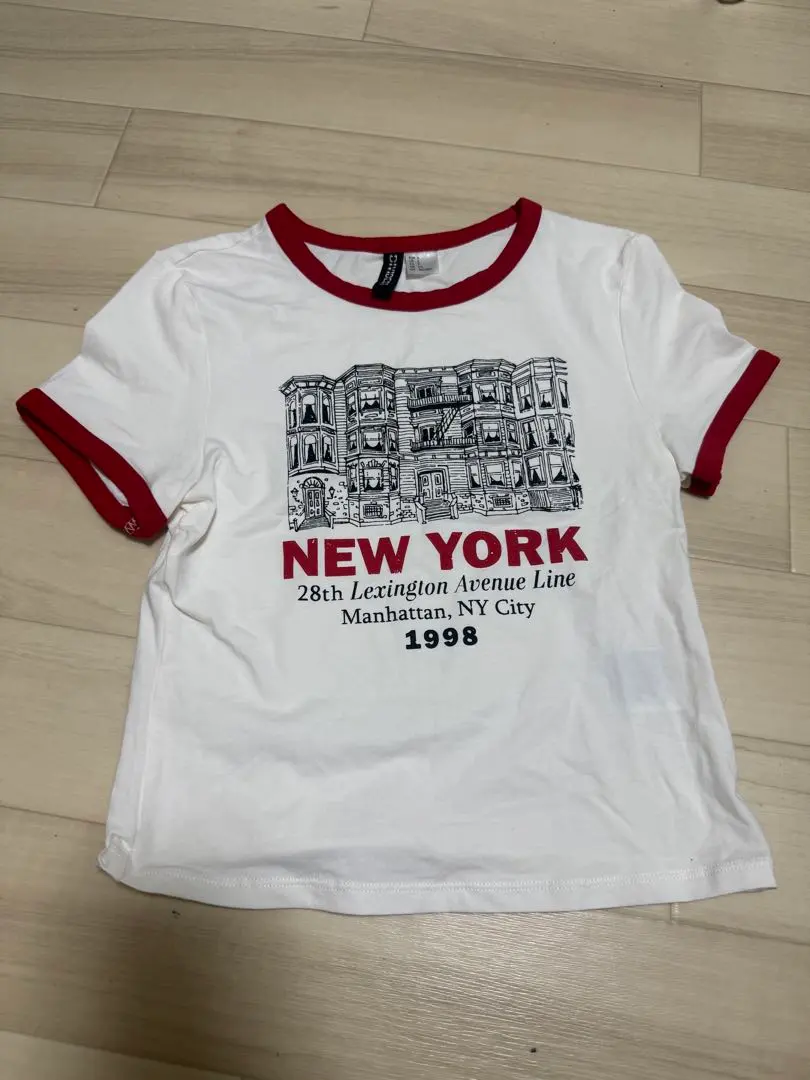 NEW YORK
28th Lexington Avenue Line
Manhattan, NY City
1998